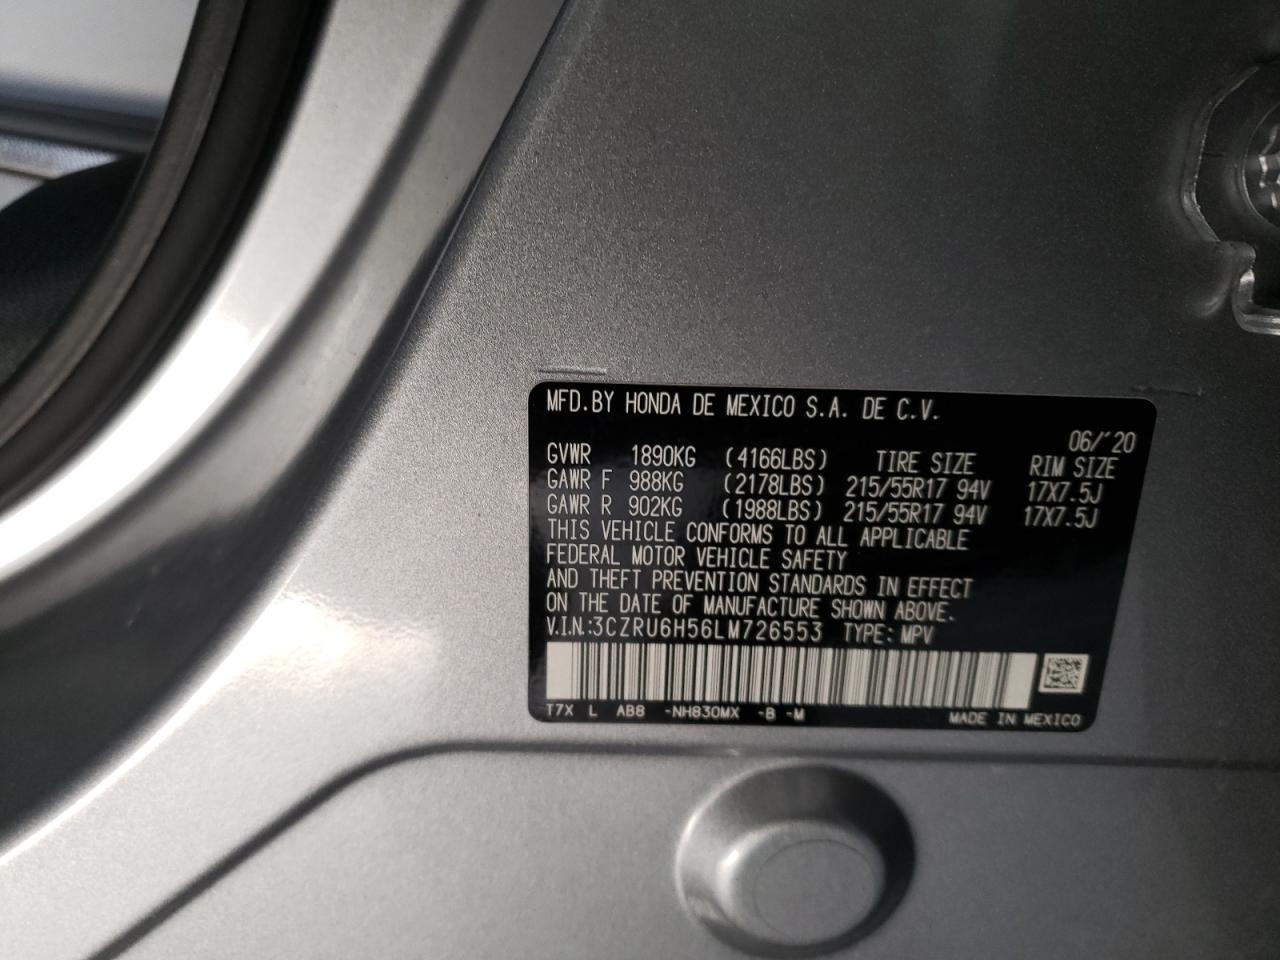 MFD.BY HONDA DE MEXICO S.A. DE C.V.
06/'20
GVWR 1890KG (4166LBS) TIRE SIZE RIM SIZE
GAWR F 988KG (2178LBS) 215/55R17 94V 17X7.5J
GAWR R 902KG (1988LBS) 215/55R17 94V 17X7.5J
THIS VEHICLE CONFORMS TO ALL APPLICABLE
FEDERAL MOTOR VEHICLE SAFETY
AND THEFT PREVENTION STANDARDS IN EFFECT
ON THE DATE OF MANUFACTURE SHOWN ABOVE.
V.I.N.:3CZRU6H56LM726553 TYPE: MPV
T7X L AB8 -NH830MX -B -M MADE IN MEXICO